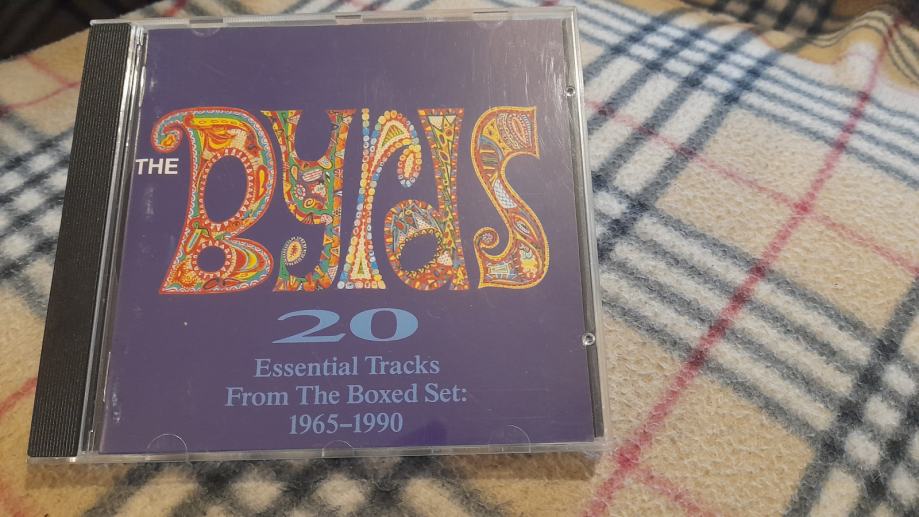 THE
Byrds
20
Essential Tracks
From The Boxed Set:
1965–1990